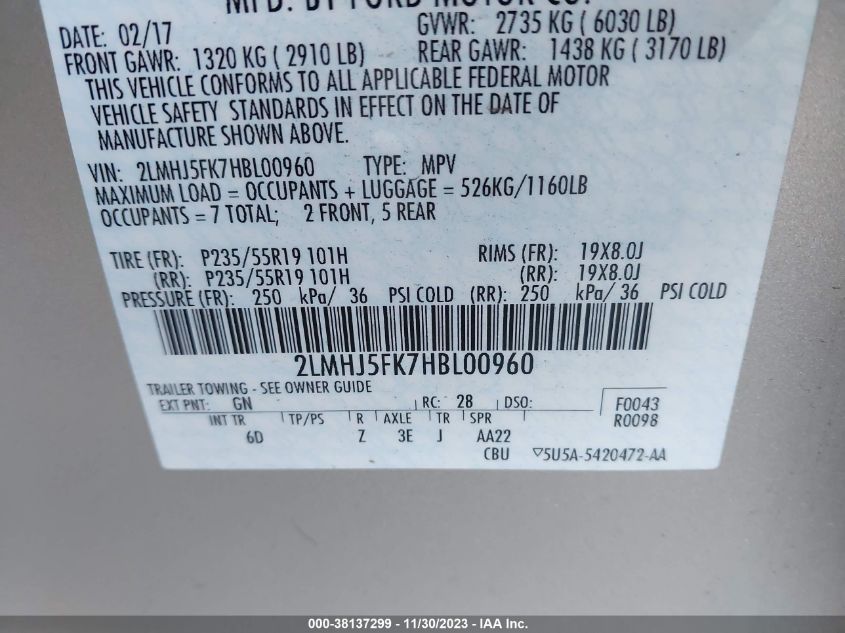 MFD. BY FORD MOTOR CO.
DATE: 02/17 GVWR: 2735 KG ( 6030 LB)
FRONT GAWR: 1320 KG ( 2910 LB) REAR GAWR: 1438 KG ( 3170 LB)
THIS VEHICLE CONFORMS TO ALL APPLICABLE FEDERAL MOTOR
VEHICLE SAFETY STANDARDS IN EFFECT ON THE DATE OF
MANUFACTURE SHOWN ABOVE.
VIN: 2LMHJ5FK7HBL00960 TYPE: MPV
MAXIMUM LOAD = OCCUPANTS + LUGGAGE = 526KG/1160LB
OCCUPANTS = 7 TOTAL; 2 FRONT, 5 REAR
TIRE (FR): P235/55R19 101H RIMS (FR): 19X8.0J
(RR): P235/55R19 101H (RR): 19X8.0J
PRESSURE (FR): 250 kPa/ 36 PSI COLD (RR): 250 kPa/ 36 PSI COLD
2LMHJ5FK7HBL00960
TRAILER TOWING - SEE OWNER GUIDE
EXT PNT: GN RC: 28 DSO: F0043
INT TR TP/PS R AXLE TR SPR R0098
6D Z 3E J AA22
CBU ▽5U5A-5420472-AA
000-38137299 - 11/30/2023 - IAA Inc.